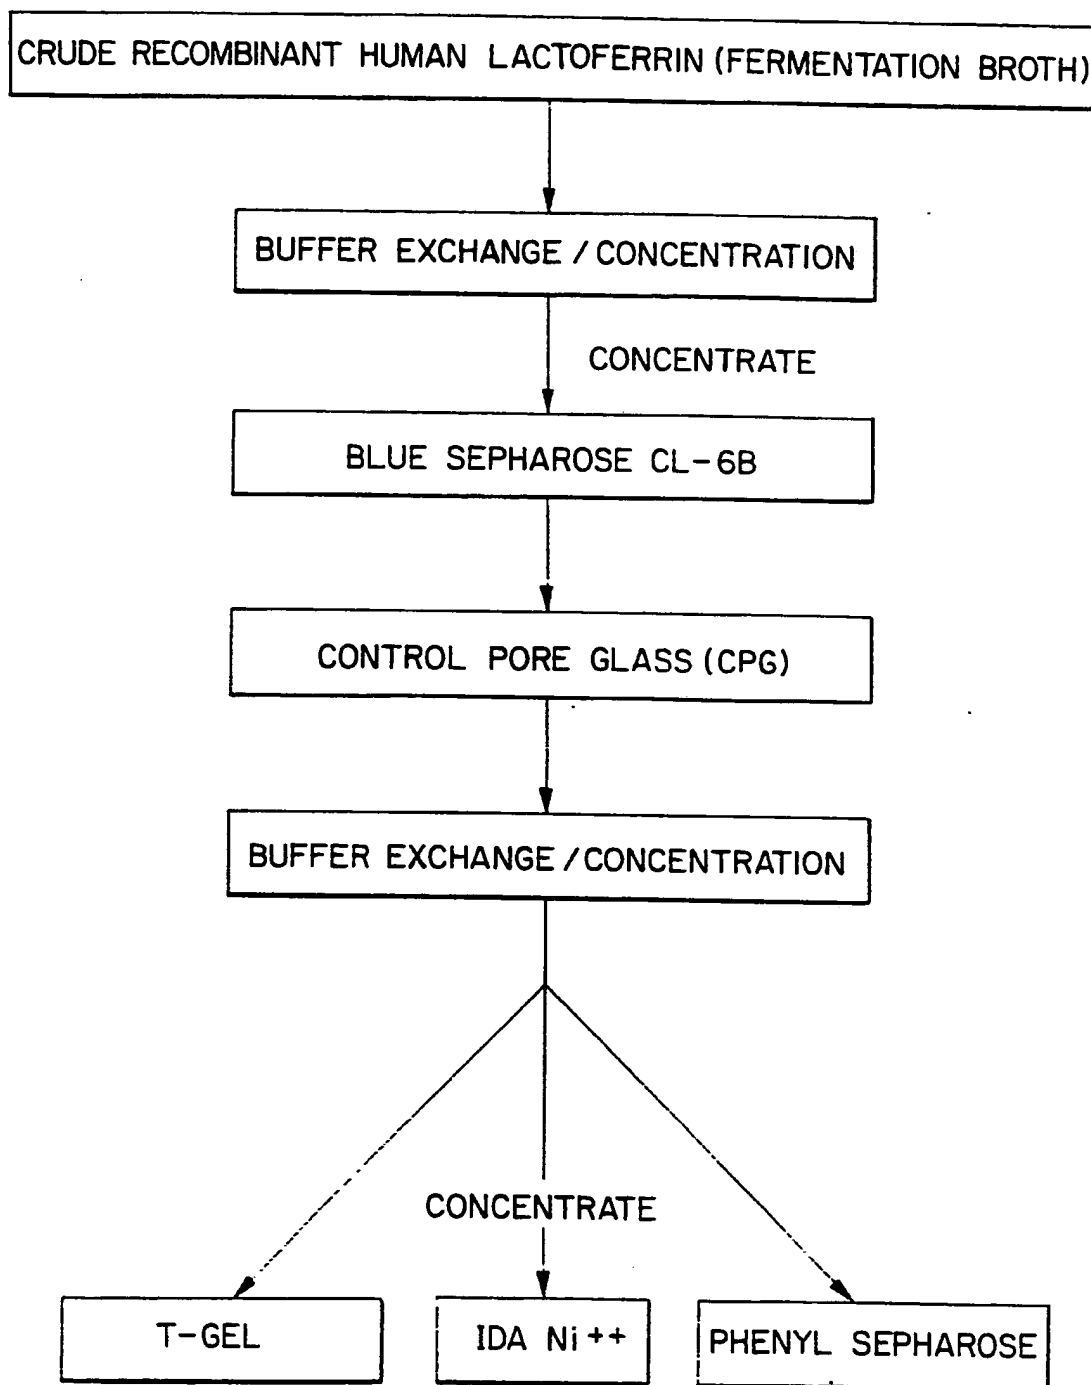 CRUDE RECOMBINANT HUMAN LACTOFERRIN (FERMENTATION BROTH)
BUFFER EXCHANGE / CONCENTRATION
CONCENTRATE
BLUE SEPHAROSE CL-6B
CONTROL PORE GLASS (CPG)
BUFFER EXCHANGE / CONCENTRATION
CONCENTRATE
T-GEL
IDA Ni ++
PHENYL SEPHAROSE